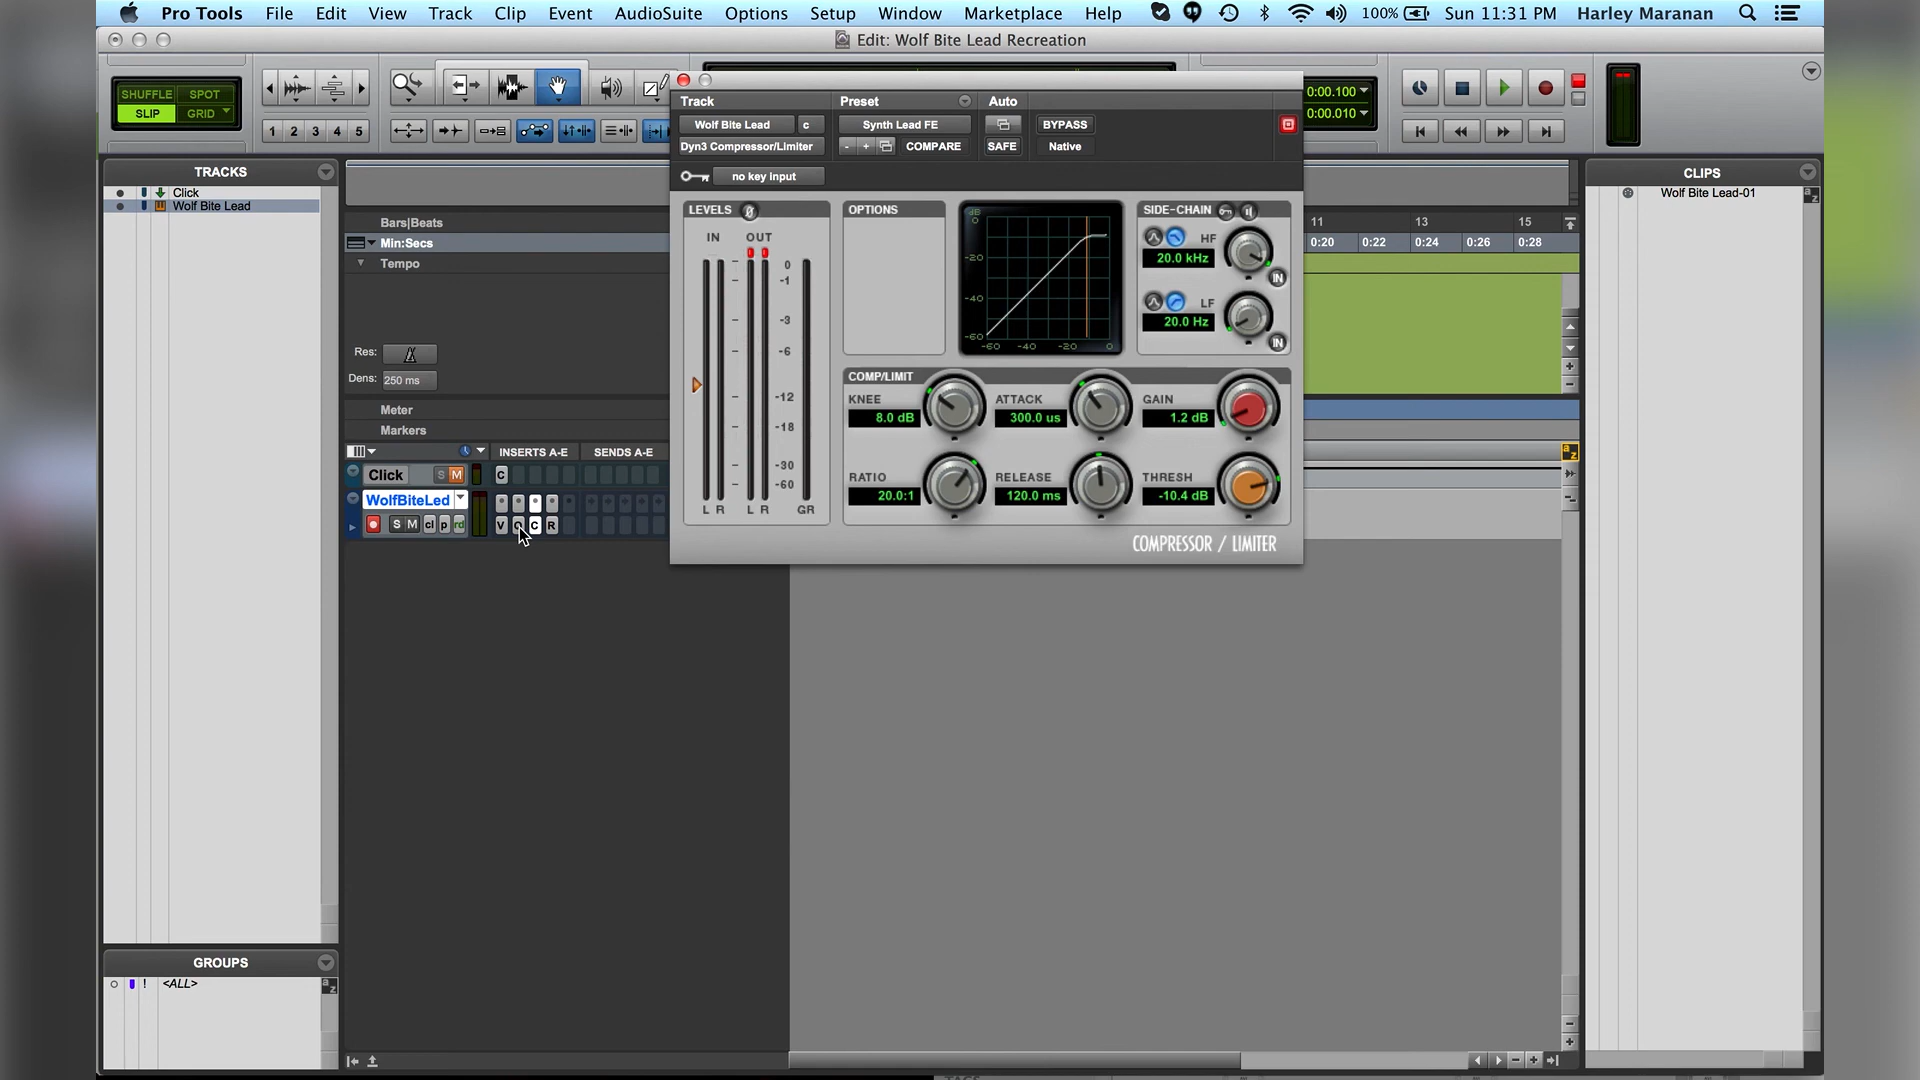 Pro Tools File Edit View Track Clip Event AudioSuite Options Setup Window Marketplace Help 100% Sun 11:31 PM Harley Maranan
Edit: Wolf Bite Lead Recreation
SHUFFLE SPOT
SLIP GRID
1 2 3 4 5
0:00.100
0:00.010
Track Preset Auto
Wolf Bite Lead c Synth Lead FE BYPASS
Dyn3 Compressor/Limiter - + COMPARE SAFE Native
no key input
TRACKS
Click
Wolf Bite Lead
CLIPS
Wolf Bite Lead-01
Bars|Beats 11 13 15
Min:Secs 0:20 0:22 0:24 0:26 0:28
Tempo
Res:
Dens: 250 ms
Meter
Markers
INSERTS A-E SENDS A-E
Click S M C
WolfBiteLed
S M cl p rd V C R
LEVELS
IN OUT
0
-1
-3
-6
-12
-18
-30
-60
L R L R GR
OPTIONS
dB
0
-20
-40
-60
-60 -40 -20 0
SIDE-CHAIN
HF
20.0 kHz
IN
LF
20.0 Hz
IN
COMP/LIMIT
KNEE ATTACK GAIN
8.0 dB 300.0 us 1.2 dB
RATIO RELEASE THRESH
20.0:1 120.0 ms -10.4 dB
COMPRESSOR / LIMITER
GROUPS
! <ALL>